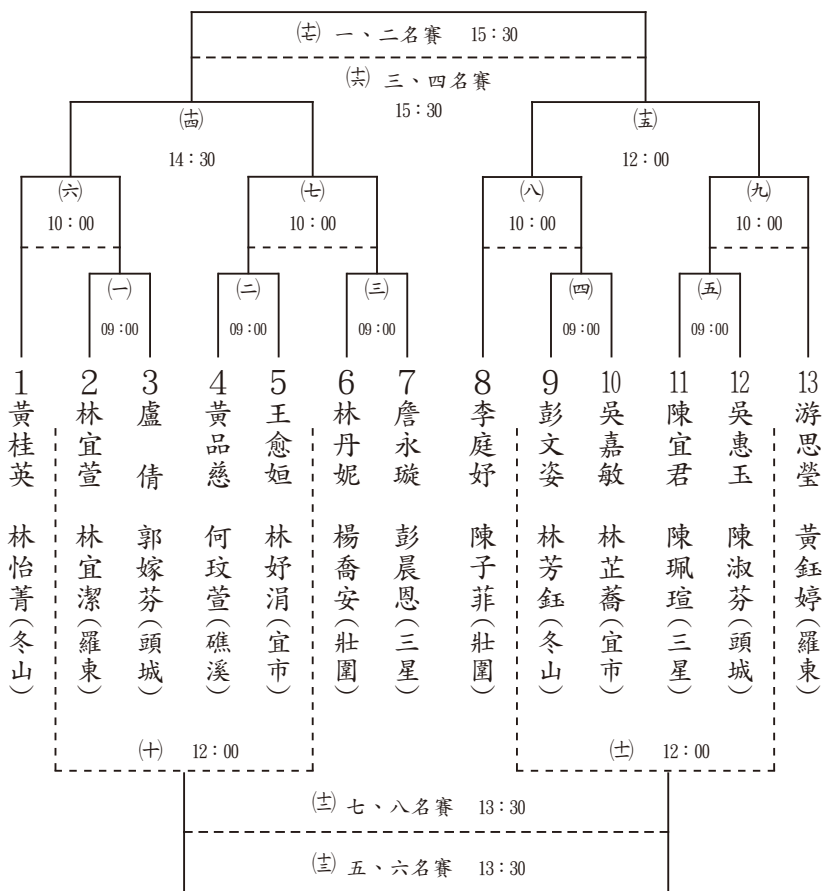 ㈩七 一、二名賽 15：30
㈩六 三、四名賽
15：30
㈩四
㈩五
14：30
12：00
㈥
㈦
㈧
㈨
10：00
10：00
10：00
10：00
㈠
㈡
㈢
㈣
㈤
09：00
09：00
09：00
09：00
09：00
1 黃桂英 林怡菁(冬山)
2 林宜萱 林宜潔(羅東)
3 盧 倩 郭嫁芬(頭城)
4 黃品慈 何玟萱(礁溪)
5 王愈姮 林妤涓(宜市)
6 林丹妮 楊喬安(壯圍)
7 詹永璇 彭晨恩(三星)
8 李庭妤 陳子菲(壯圍)
9 彭文姿 林芳鈺(冬山)
10 吳嘉敏 林芷蕎(宜市)
11 陳宜君 陳珮瑄(三星)
12 吳惠玉 陳淑芬(頭城)
13 游思瑩 黃鈺婷(羅東)
㈩ 12：00
(十一) 12：00
(十二) 七、八名賽 13：30
(十三) 五、六名賽 13：30